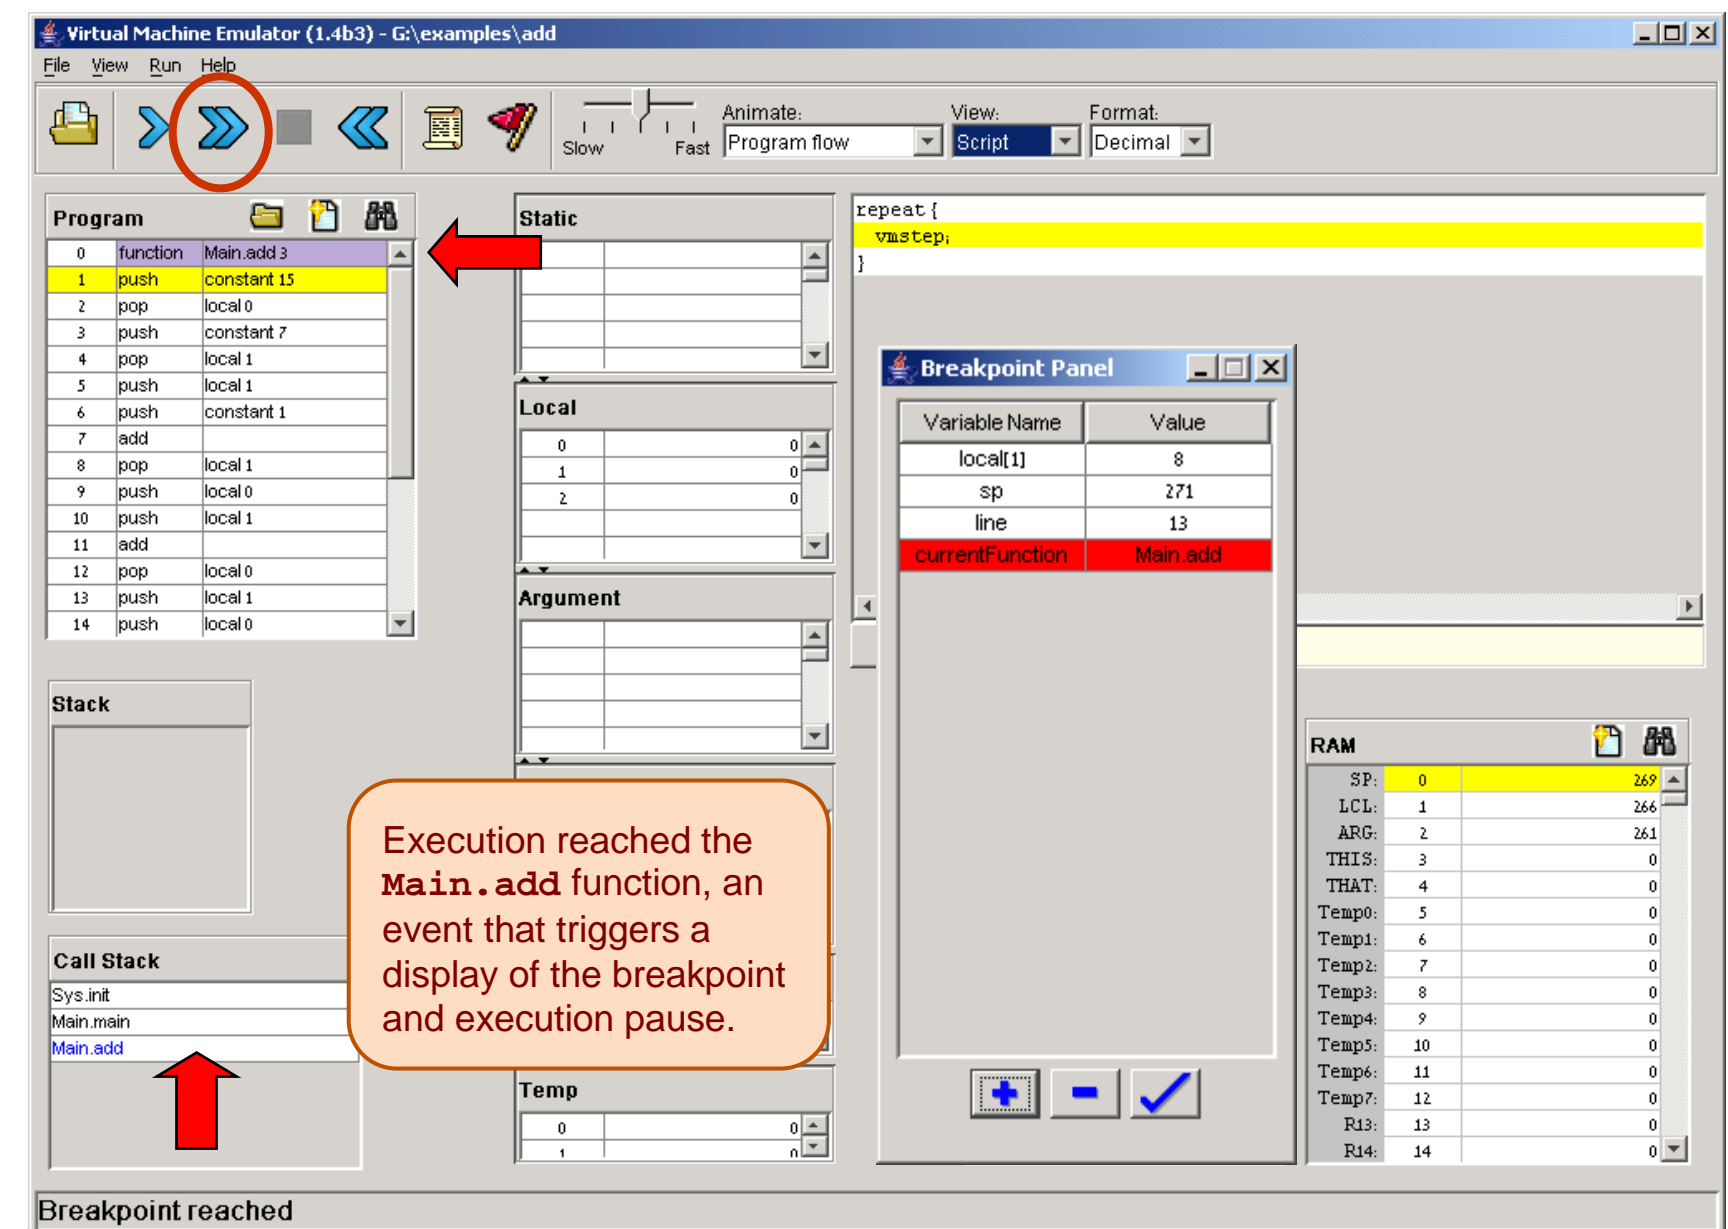 Virtual Machine Emulator (1.4b3) - G:\examples\add
File View Run Help
Slow Fast
Animate:
Program flow
View:
Script
Format:
Decimal
Program
0 function Main.add 3
1 push constant 15
2 pop local 0
3 push constant 7
4 pop local 1
5 push local 1
6 push constant 1
7 add
8 pop local 1
9 push local 0
10 push local 1
11 add
12 pop local 0
13 push local 1
14 push local 0
Stack
Call Stack
Sys.init
Main.main
Main.add
Static
Local
0 0
1 0
2 0
Argument
Execution reached the
Main.add function, an
event that triggers a
display of the breakpoint
and execution pause.
Temp
0 0
1 0
repeat {
vmstep;
}
Breakpoint Panel
Variable Name Value
local[1] 8
sp 271
line 13
currentFunction Main.add
RAM
SP: 0 269
LCL: 1 266
ARG: 2 261
THIS: 3 0
THAT: 4 0
Temp0: 5 0
Temp1: 6 0
Temp2: 7 0
Temp3: 8 0
Temp4: 9 0
Temp5: 10 0
Temp6: 11 0
Temp7: 12 0
R13: 13 0
R14: 14 0
Breakpoint reached